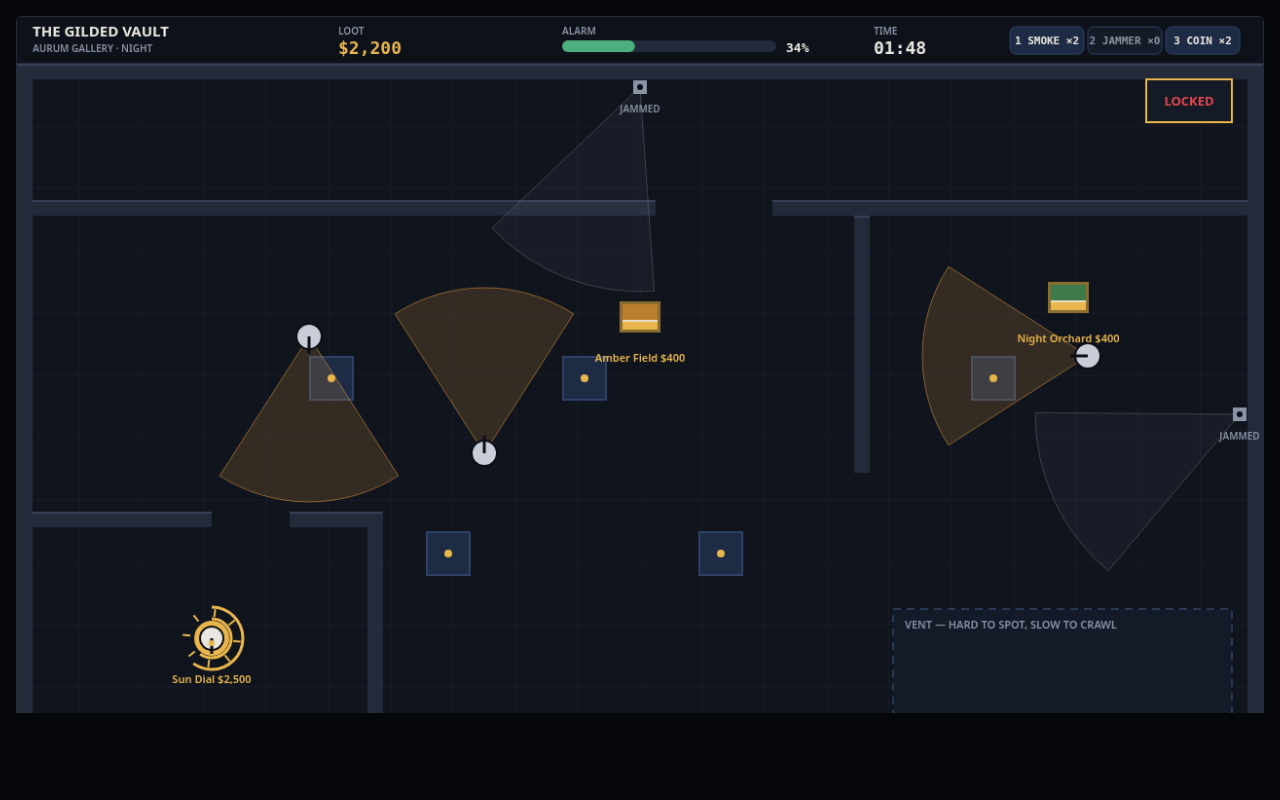 THE GILDED VAULT
AURUM GALLERY · NIGHT
LOOT
$2,200
ALARM
34%
TIME
01:48
1 SMOKE ×2
2 JAMMER ×0
3 COIN ×2
LOCKED
JAMMED
Night Orchard $400
Amber Field $400
JAMMED
VENT — HARD TO SPOT, SLOW TO CRAWL
Sun Dial $2,500